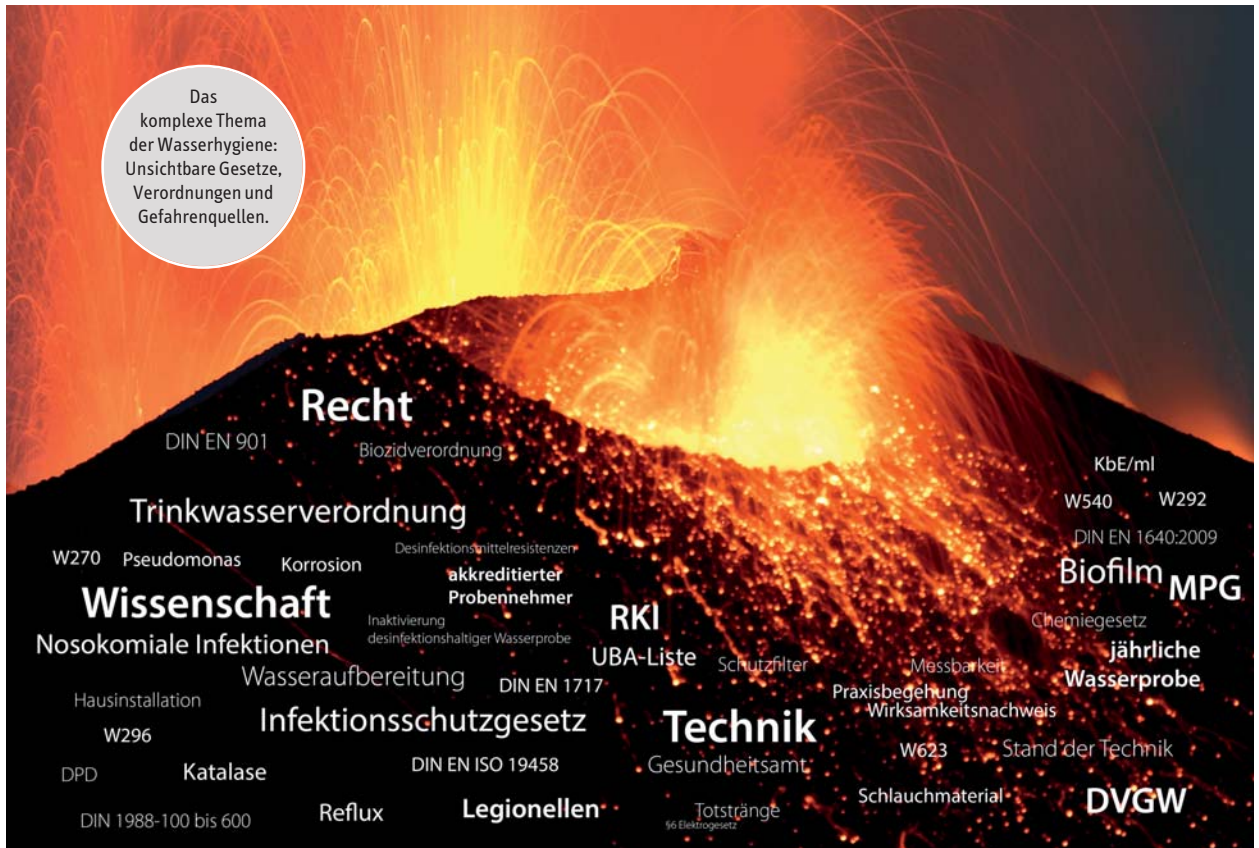 Das
komplexe Thema
der Wasserhygiene:
Unsichtbare Gesetze,
Verordnungen und
Gefahrenquellen.
Recht
DIN EN 901
Biozidverordnung
KbE/ml
Trinkwasserverordnung
W540
W292
DIN EN 1640:2009
W270
Pseudomonas
Korrosion
Desinfektionsmittelresistenzen
akkreditierter
Probennehmer
Biofilm
MPG
Wissenschaft
Inaktivierung
desinfektionshaltiger Wasserprobe
RKI
Chemiegesetz
Nosokomiale Infektionen
UBA-Liste
Schutzfilter
Messbarkeit
jährliche
Wasserprobe
Wasseraufbereitung
DIN EN 1717
Praxisbegehung
Wirksamkeitsnachweis
Hausinstallation
Infektionsschutzgesetz
Technik
W296
W623
Stand der Technik
DPD
Katalase
DIN EN ISO 19458
Gesundheitsamt
Schlauchmaterial
DVGW
DIN 1988-100 bis 600
Reflux
Legionellen
Totstränge
§6 Elektrogesetz